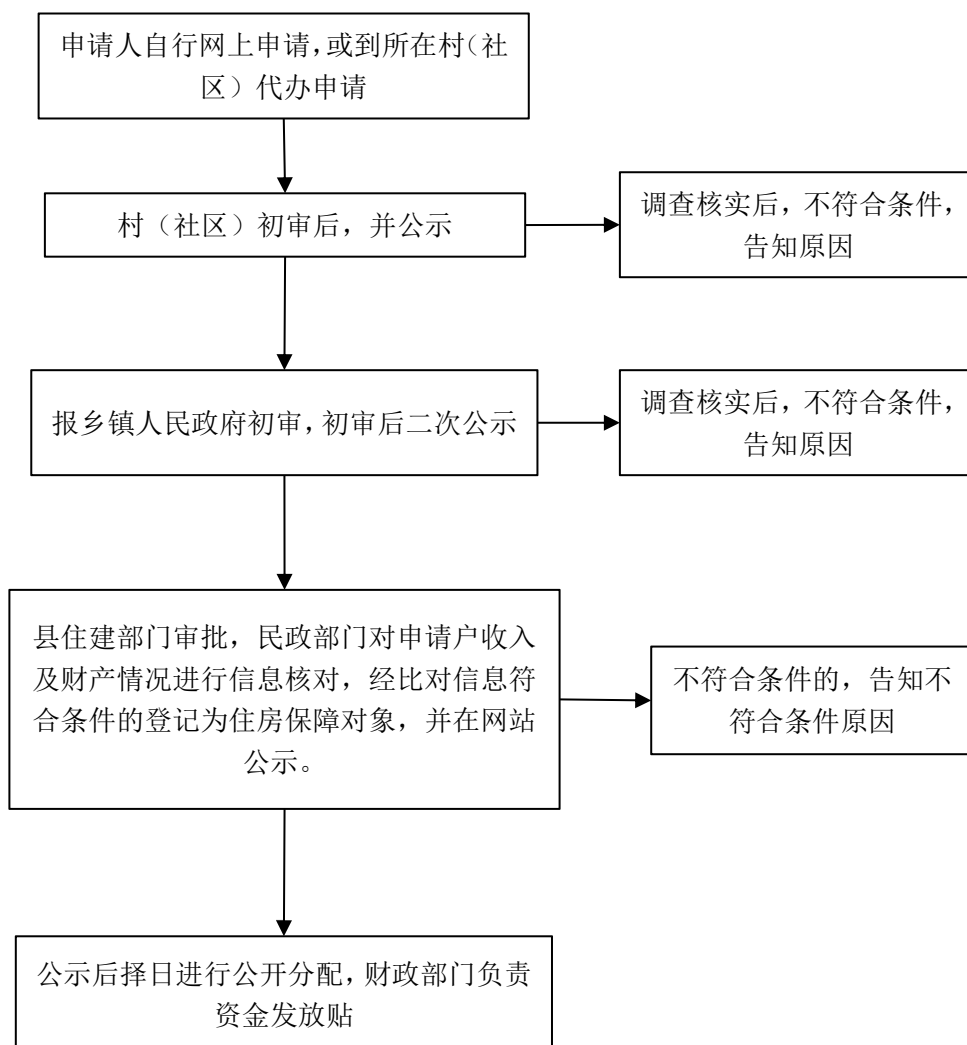 申请人自行网上申请,或到所在村(社
区）代办申请
村（社区）初审后，并公示
调查核实后，不符合条件，
告知原因
报乡镇人民政府初审,初审后二次公示
调查核实后，不符合条件，
告知原因
县住建部门审批，民政部门对申请户收入
及财产情况进行信息核对，经比对信息符
合条件的登记为住房保障对象，并在网站
公示。
不符合条件的，告知不
符合条件原因
公示后择日进行公开分配,财政部门负责
资金发放贴